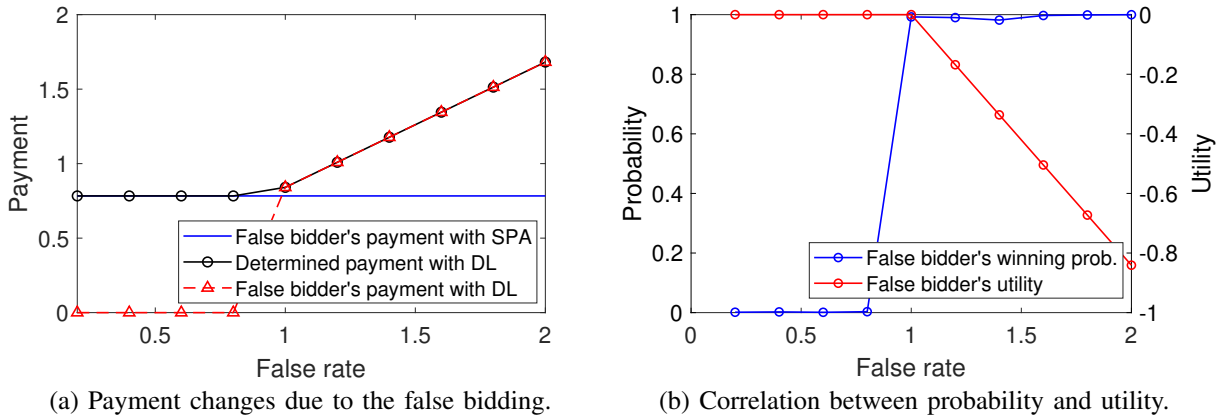 2
1.5
1
0.5
0
Payment
False bidder's payment with SPA
Determined payment with DL
False bidder's payment with DL
0.5 1 1.5 2
False rate
(a) Payment changes due to the false bidding.
1
0.8
0.6
0.4
0.2
0
Probability
False bidder's winning prob.
False bidder's utility
0
-0.2
-0.4
-0.6
-0.8
-1
Utility
0 0.5 1 1.5 2
False rate
(b) Correlation between probability and utility.